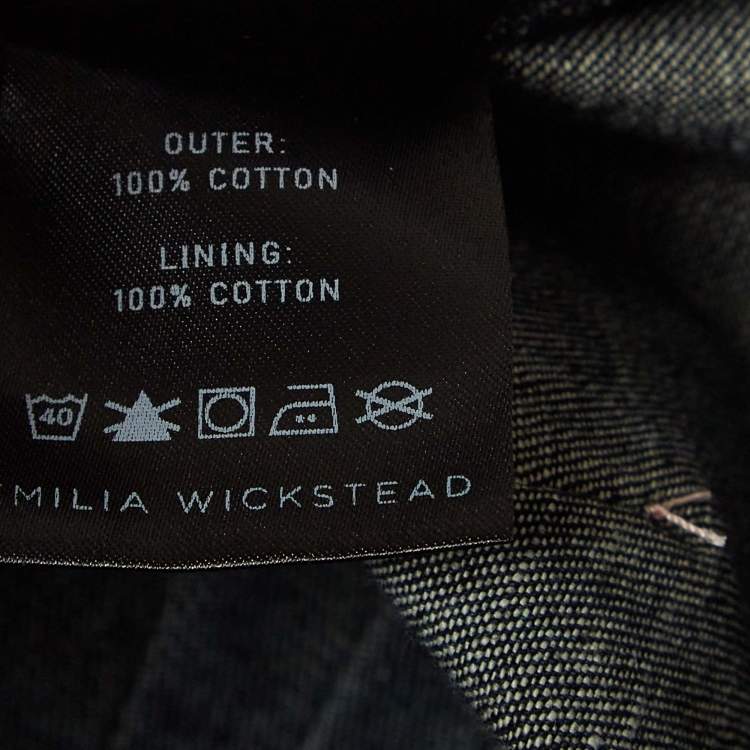 OUTER:
100% COTTON
LINING:
100% COTTON
40
MILIA WICKSTEAD